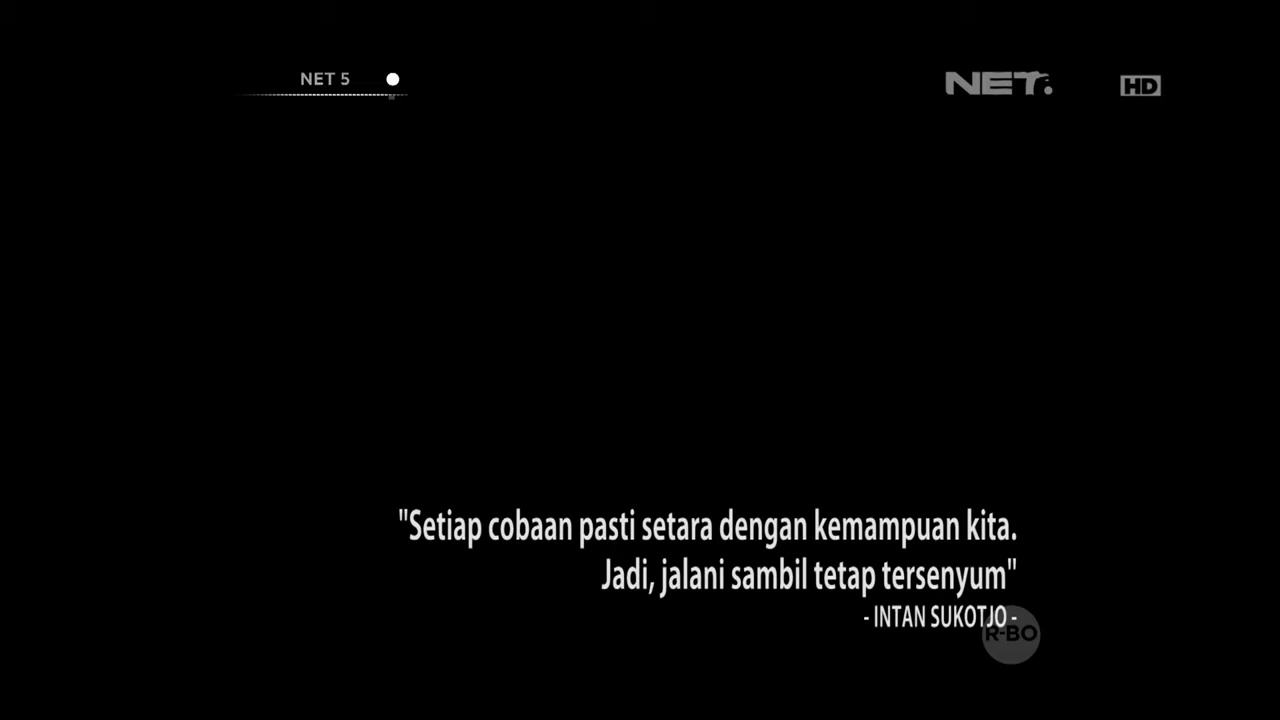 NET 5
NET.
HD
"Setiap cobaan pasti setara dengan kemampuan kita.
Jadi, jalani sambil tetap tersenyum"
- INTAN SUKOTJO -
R-BO